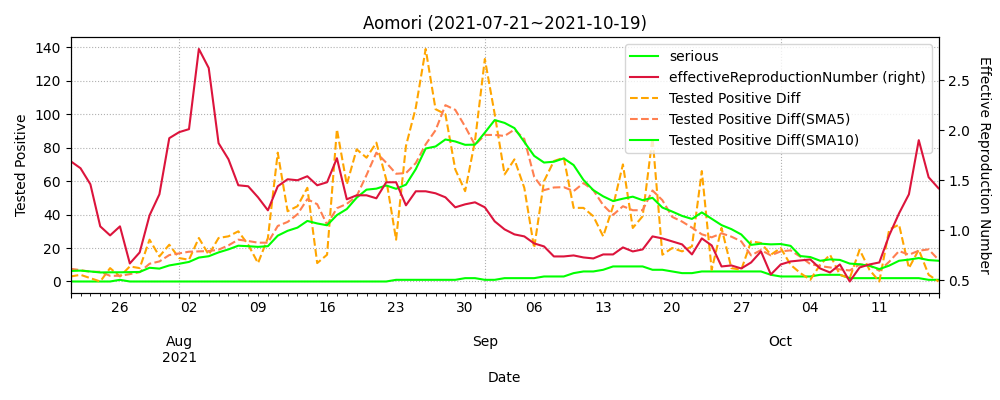 Aomori (2021-07-21~2021-10-19)
serious
effectiveReproductionNumber (right)
Tested Positive Diff
Tested Positive Diff(SMA5)
Tested Positive Diff(SMA10)
Tested Positive
140
120
100
80
60
40
20
0
Effective Reproduction Number
2.5
2.0
1.5
1.0
0.5
26 02 09 16 23 30 06 13 20 27 04 11
Aug Sep Oct
2021
Date